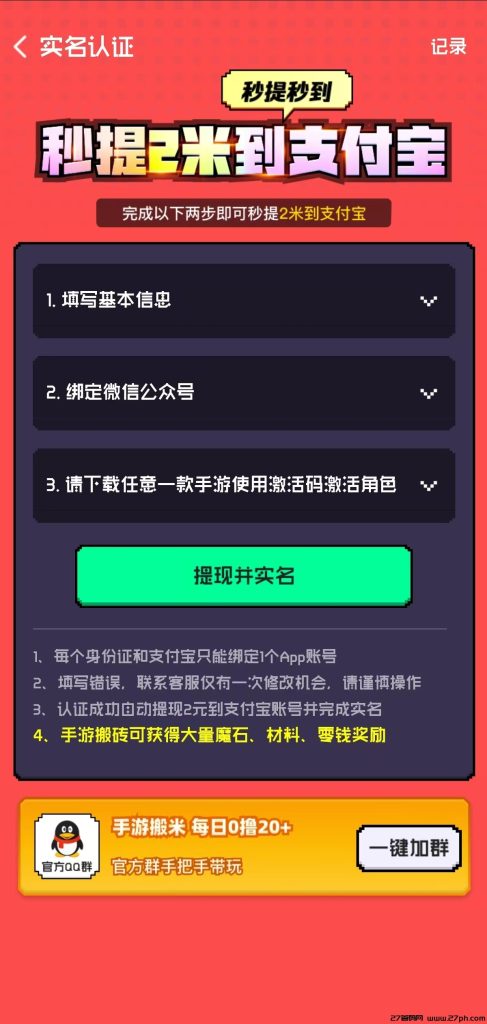 实名认证
记录
秒提秒到
秒提2米到支付宝
完成以下两步即可秒提2米到支付宝
1. 填写基本信息
2. 绑定微信公众号
3. 请下载任意一款手游使用激活码激活角色
提现并实名
1、每个身份证和支付宝只能绑定1个App账号
2、填写错误，联系客服仅有一次修改机会，请谨慎操作
3、认证成功自动提现2元到支付宝账号并完成实名
4、手游搬砖可获得大量魔石、材料、零钱奖励
手游搬米 每日0撸20+
官方QQ群
官方群手把手带玩
一键加群
27首码网 www.27ph.com